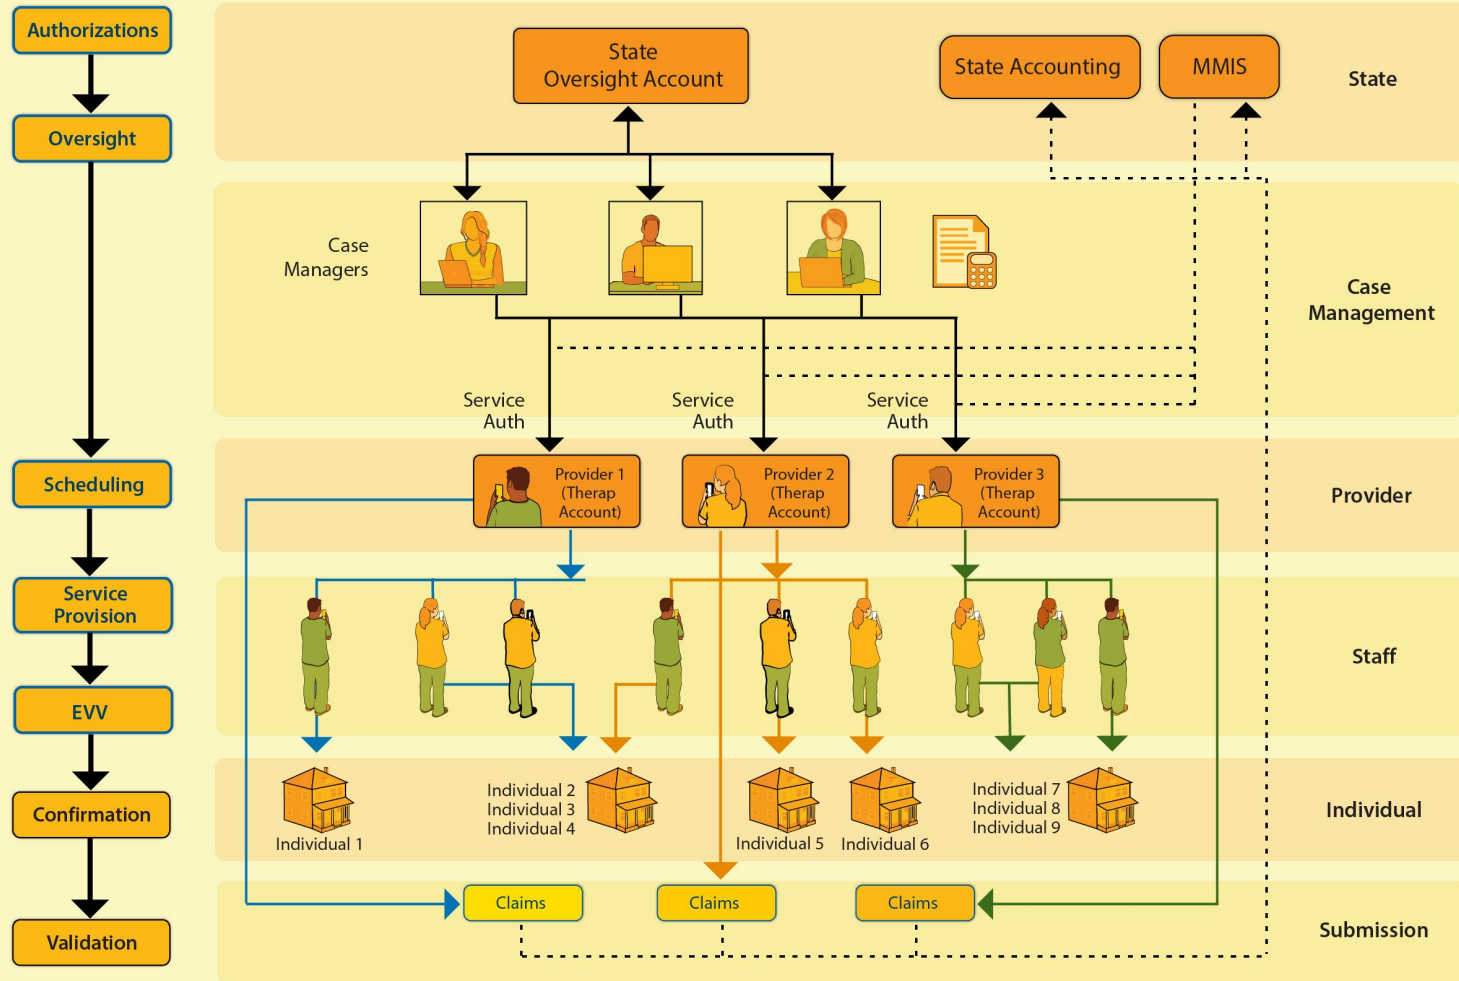 Authorizations
Oversight
Scheduling
Service
Provision
EVV
Confirmation
Validation
State
Oversight Account
State Accounting
MMIS
State
Case
Managers
Case
Management
Service
Auth
Service
Auth
Service
Auth
Provider 1
(Therap
Account)
Provider 2
(Therap
Account)
Provider 3
(Therap
Account)
Provider
Staff
Individual 1
Individual 2
Individual 3
Individual 4
Individual 5
Individual 6
Individual 7
Individual 8
Individual 9
Individual
Claims
Claims
Claims
Submission